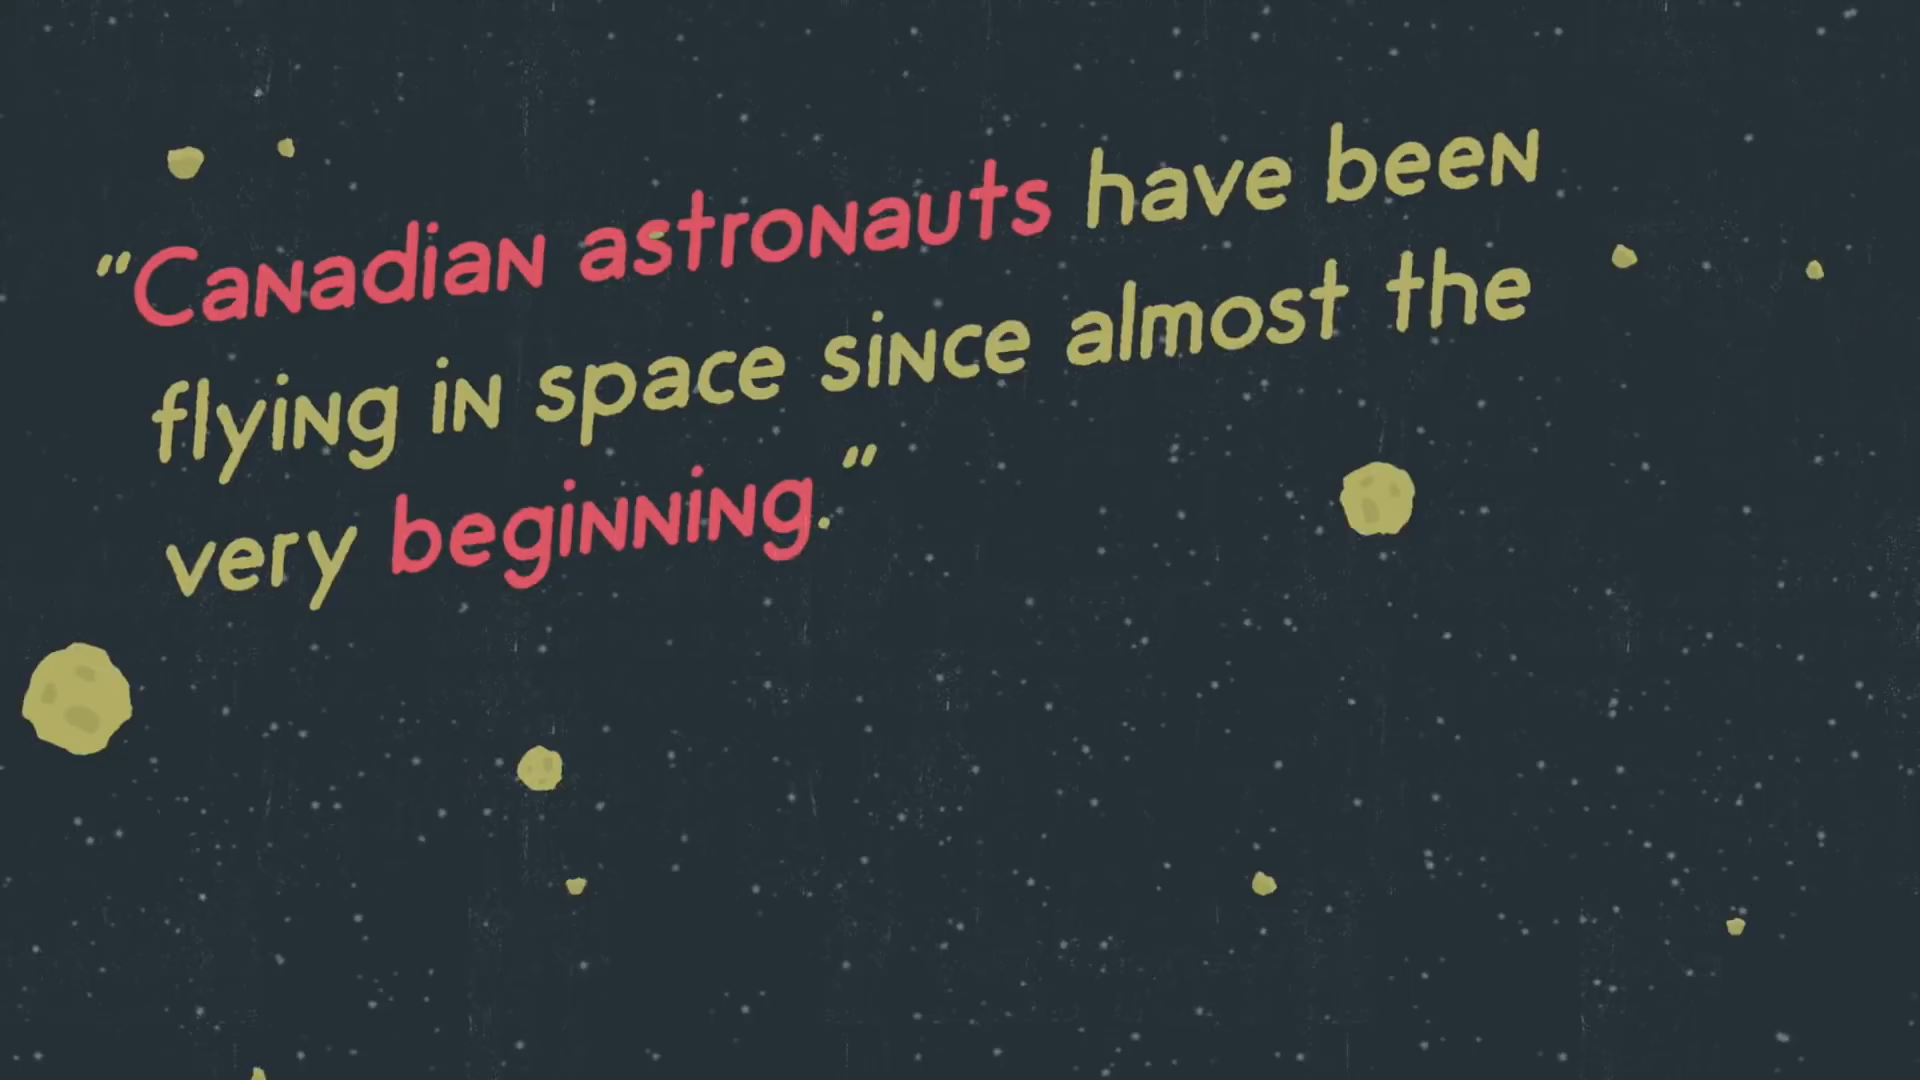 “Canadian astronauts have been
flying in space since almost the
very beginning.”